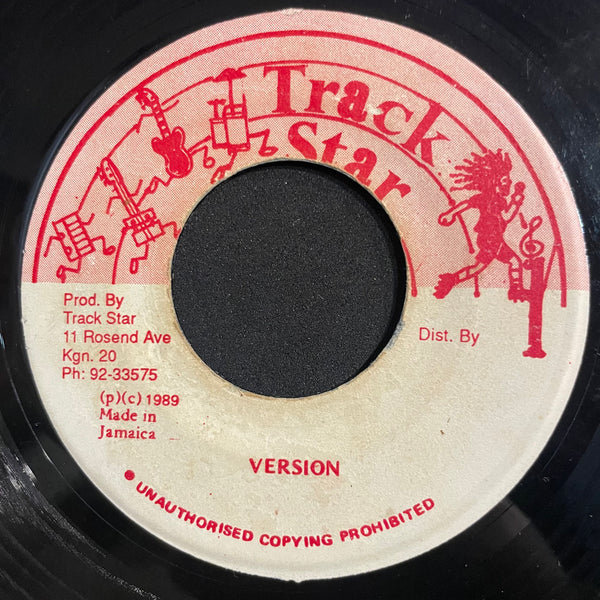 Track
Star
Prod. By
Track Star
11 Rosend Ave
Kgn. 20
Ph: 92-33575
Dist. By
(p)(c) 1989
Made in
Jamaica
VERSION
UNAUTHORISED COPYING PROHIBITED